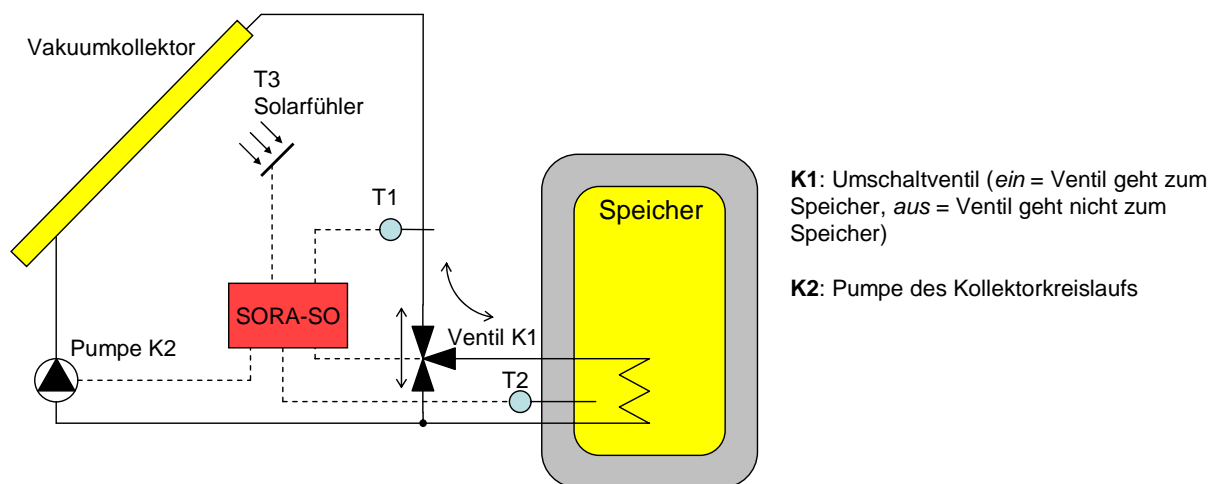 Vakuumkollektor
T3
Solarfühler
T1
Speicher
SORA-SO
Ventil K1
Pumpe K2
T2
K1: Umschaltventil (ein = Ventil geht zum
Speicher, aus = Ventil geht nicht zum
Speicher)
K2: Pumpe des Kollektorkreislaufs